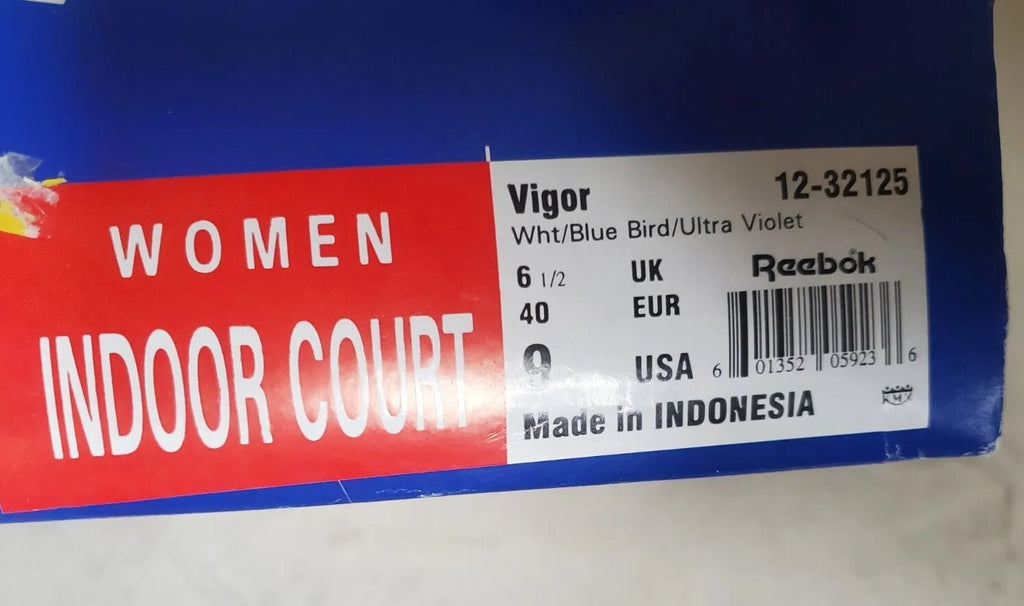 WOMEN
INDOOR COURT
Vigor 12-32125
Wht/Blue Bird/Ultra Violet
6 1/2 UK Reebok
40 EUR
9 USA
6 01352 05923 6
Made in INDONESIA
KMY